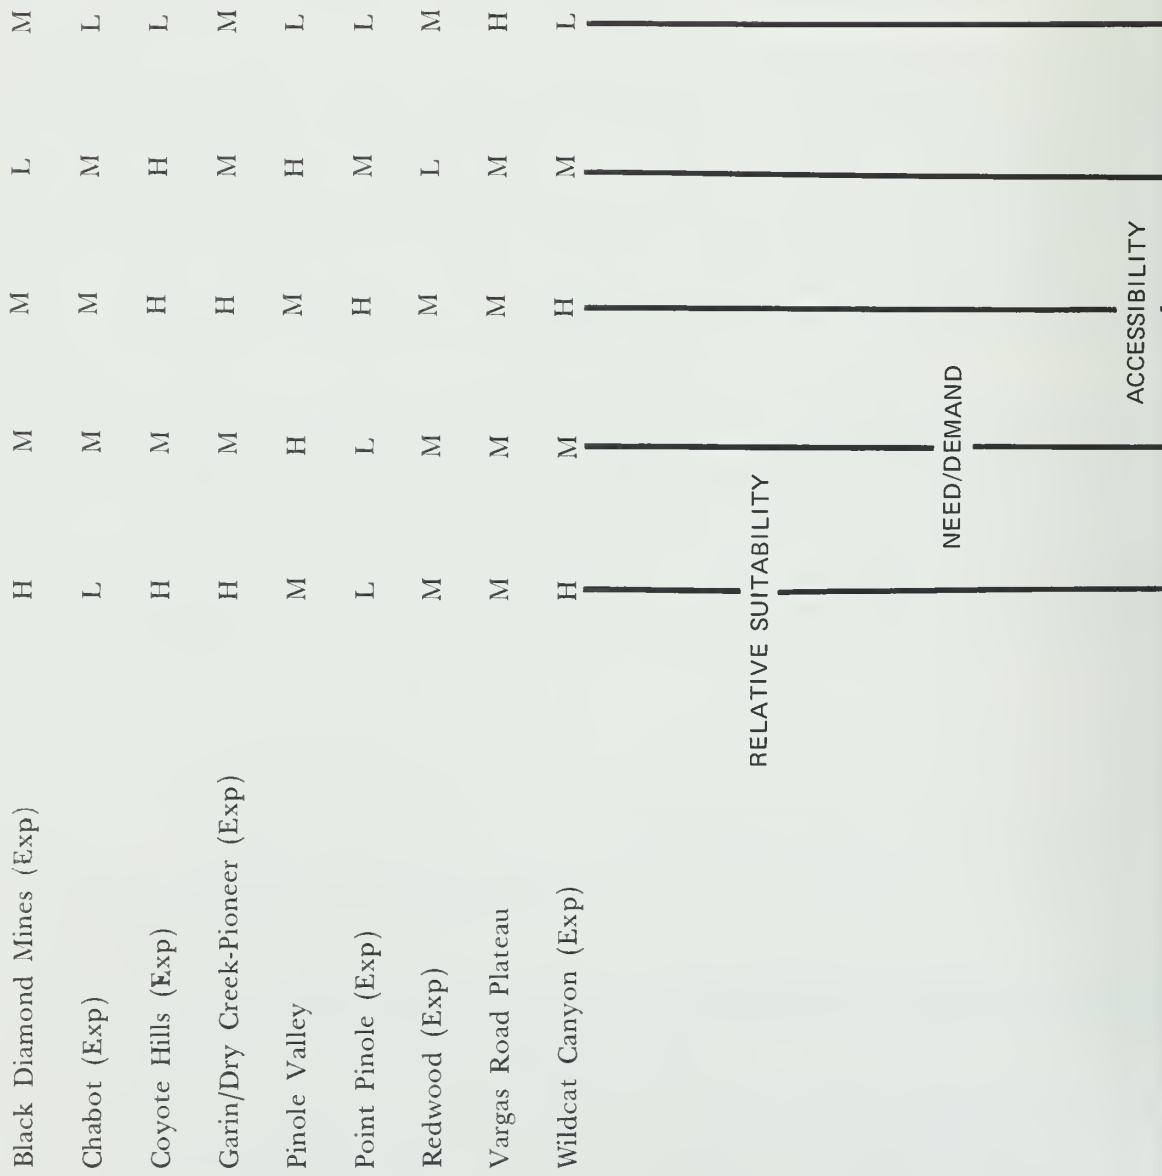 Black Diamond Mines (Exp) H M M L M
Chabot (Exp) L M M M L
Coyote Hills (Exp) H M H H L
Garin/Dry Creek-Pioneer (Exp) H M H M M
Pinole Valley M H M H L
Point Pinole (Exp) L L H M L
Redwood (Exp) M M M L M
Vargas Road Plateau M M M M H
Wildcat Canyon (Exp) H M H M L
RELATIVE SUITABILITY
NEED/DEMAND
ACCESSIBILITY